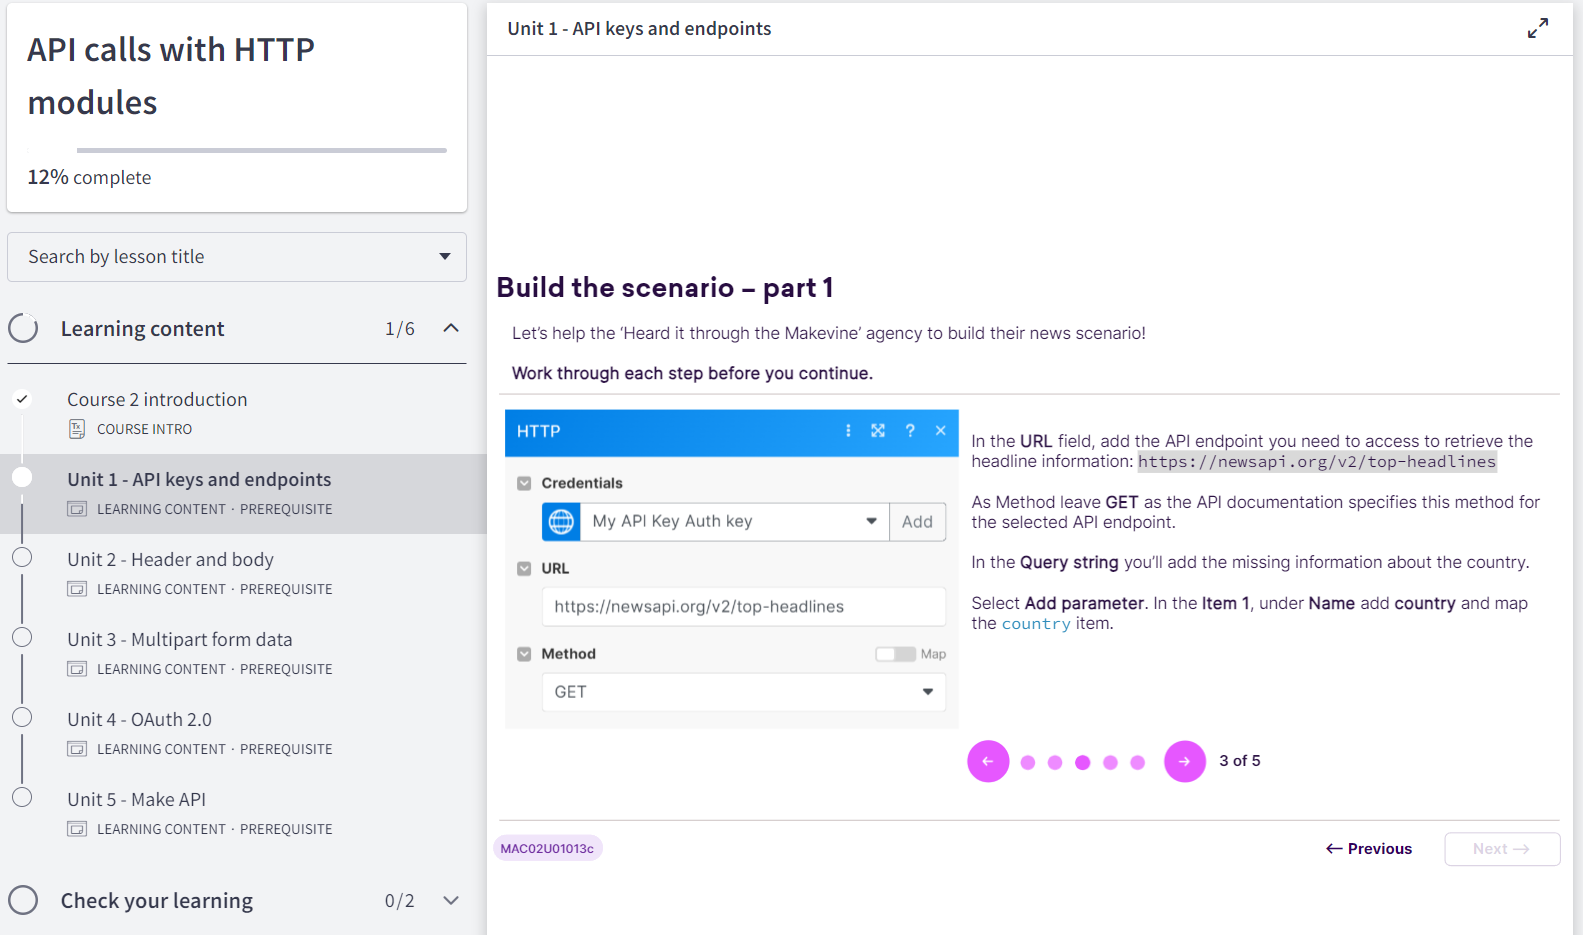 API calls with HTTP
modules
12% complete
Search by lesson title
Learning content 1/6
Course 2 introduction
COURSE INTRO
Unit 1 - API keys and endpoints
LEARNING CONTENT · PREREQUISITE
Unit 2 - Header and body
LEARNING CONTENT · PREREQUISITE
Unit 3 - Multipart form data
LEARNING CONTENT · PREREQUISITE
Unit 4 - OAuth 2.0
LEARNING CONTENT · PREREQUISITE
Unit 5 - Make API
LEARNING CONTENT · PREREQUISITE
Check your learning 0/2
Unit 1 - API keys and endpoints
Build the scenario – part 1
Let's help the ‘Heard it through the Makevine’ agency to build their news scenario!
Work through each step before you continue.
HTTP ?
Credentials
My API Key Auth key Add
URL
https://newsapi.org/v2/top-headlines
Method Map
GET
In the URL field, add the API endpoint you need to access to retrieve the
headline information: https://newsapi.org/v2/top-headlines
As Method leave GET as the API documentation specifies this method for
the selected API endpoint.
In the Query string you'll add the missing information about the country.
Select Add parameter. In the Item 1, under Name add country and map
the country item.
← → 3 of 5
MAC02U01013c
← Previous Next →